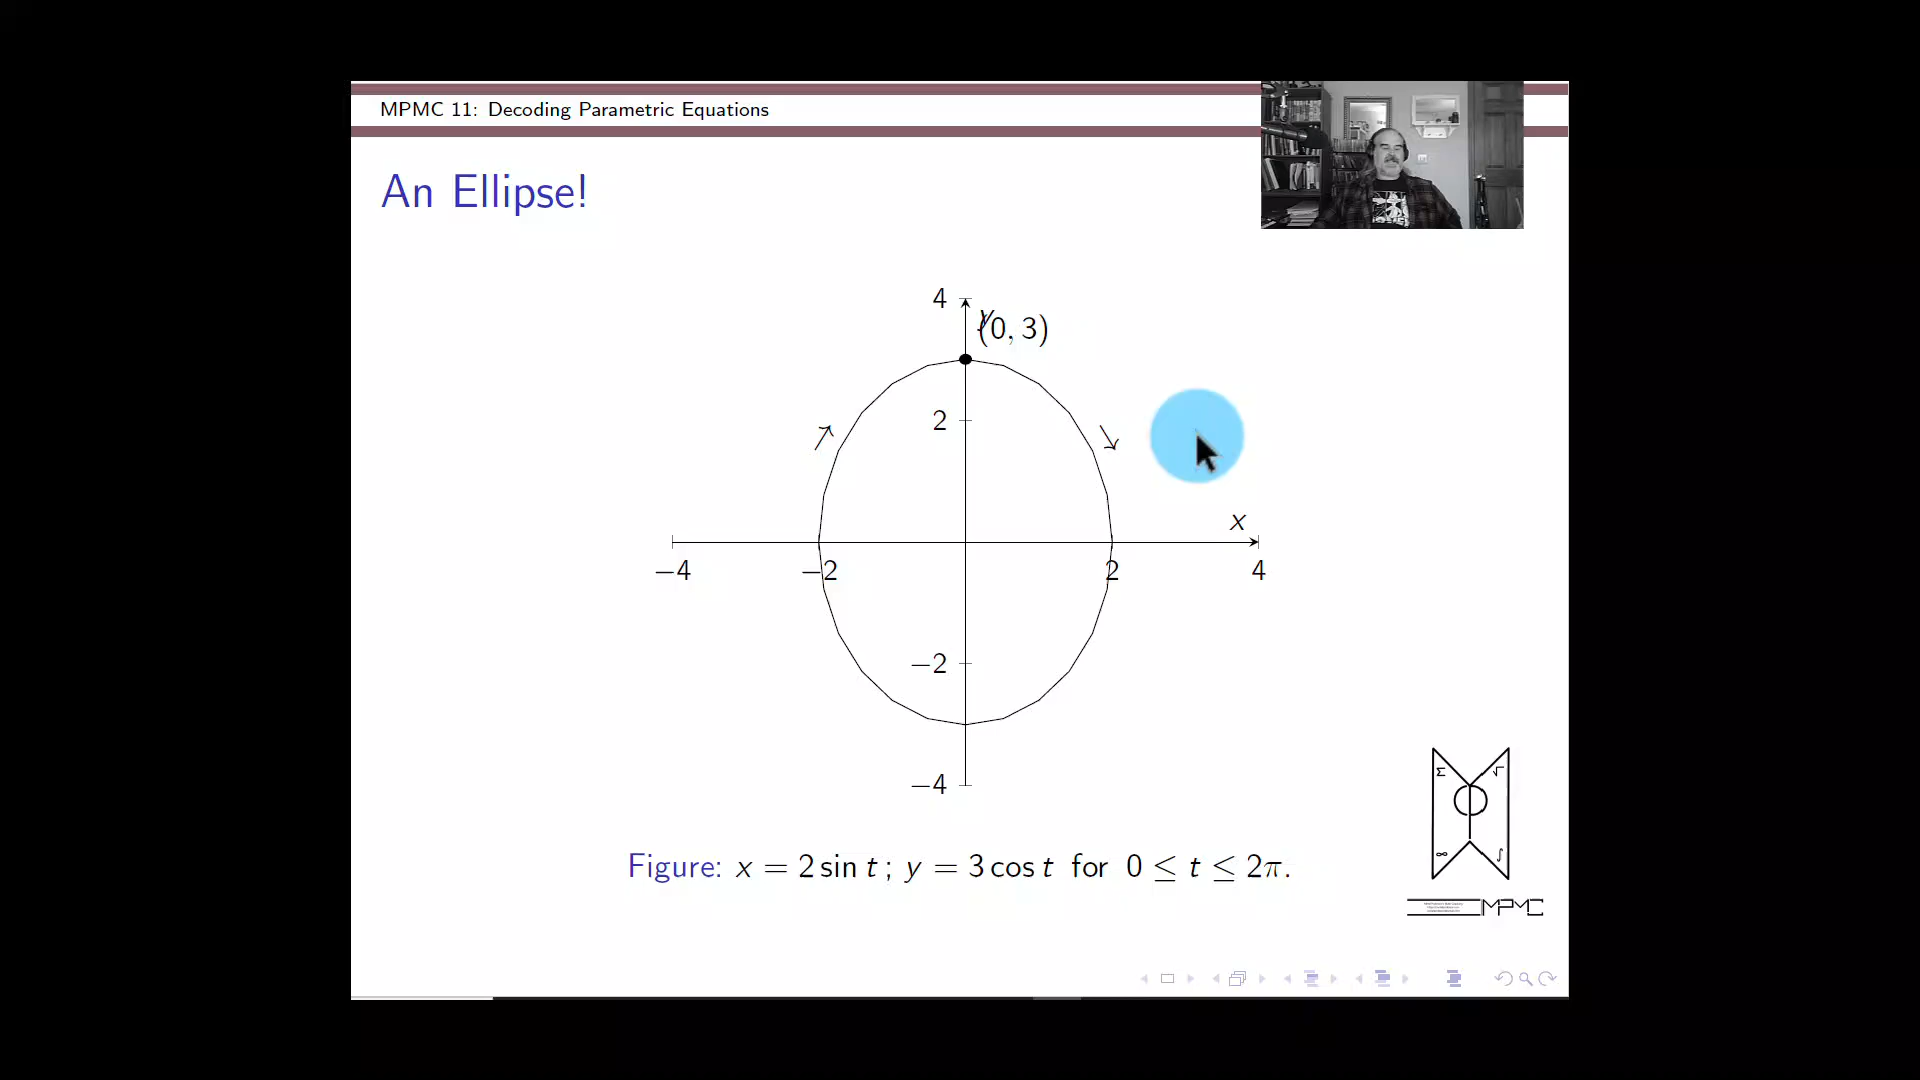 MPMC 11: Decoding Parametric Equations
An Ellipse!
4
y
(0, 3)
2
x
−4
−2
2
4
−2
−4
Figure: x = 2 sin t ; y = 3 cos t for 0 ≤ t ≤ 2π.
Σ √
∞ ∫
MPMC